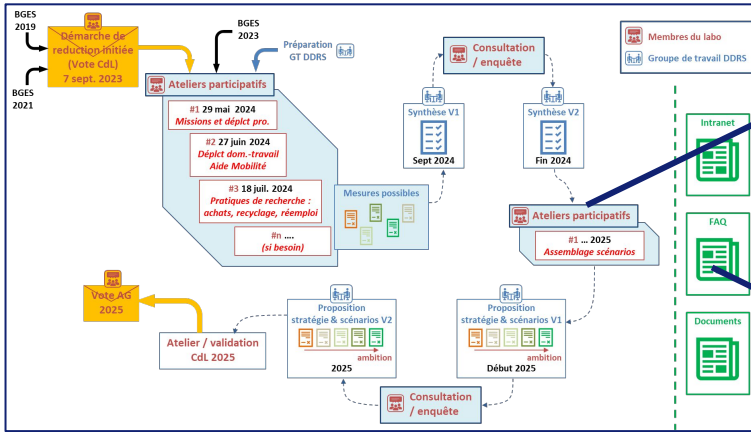 BGES
2019
BGES
2021
Démarche de
reduction initiée
(Vote CdL)
7 sept. 2023
BGES
2023
Préparation
GT DDRS
Ateliers participatifs
#1 29 mai 2024
Missions et déplct pro.
#2 27 juin 2024
Déplct dom.-travail
Aide Mobilité
#3 18 juil. 2024
Pratiques de recherche :
achats, recyclage, réemploi
#n ....
(si besoin)
Mesures possibles
Consultation
/ enquête
Synthèse V1
Sept 2024
Synthèse V2
Fin 2024
Ateliers participatifs
#1 ... 2025
Assemblage scénarios
Proposition
stratégie & scénarios V1
ambition
Début 2025
Consultation
/ enquête
Proposition
stratégie & scénarios V2
ambition
2025
Atelier / validation
CdL 2025
Vote AG
2025
Membres du labo
Groupe de travail DDRS
Intranet
FAQ
Documents